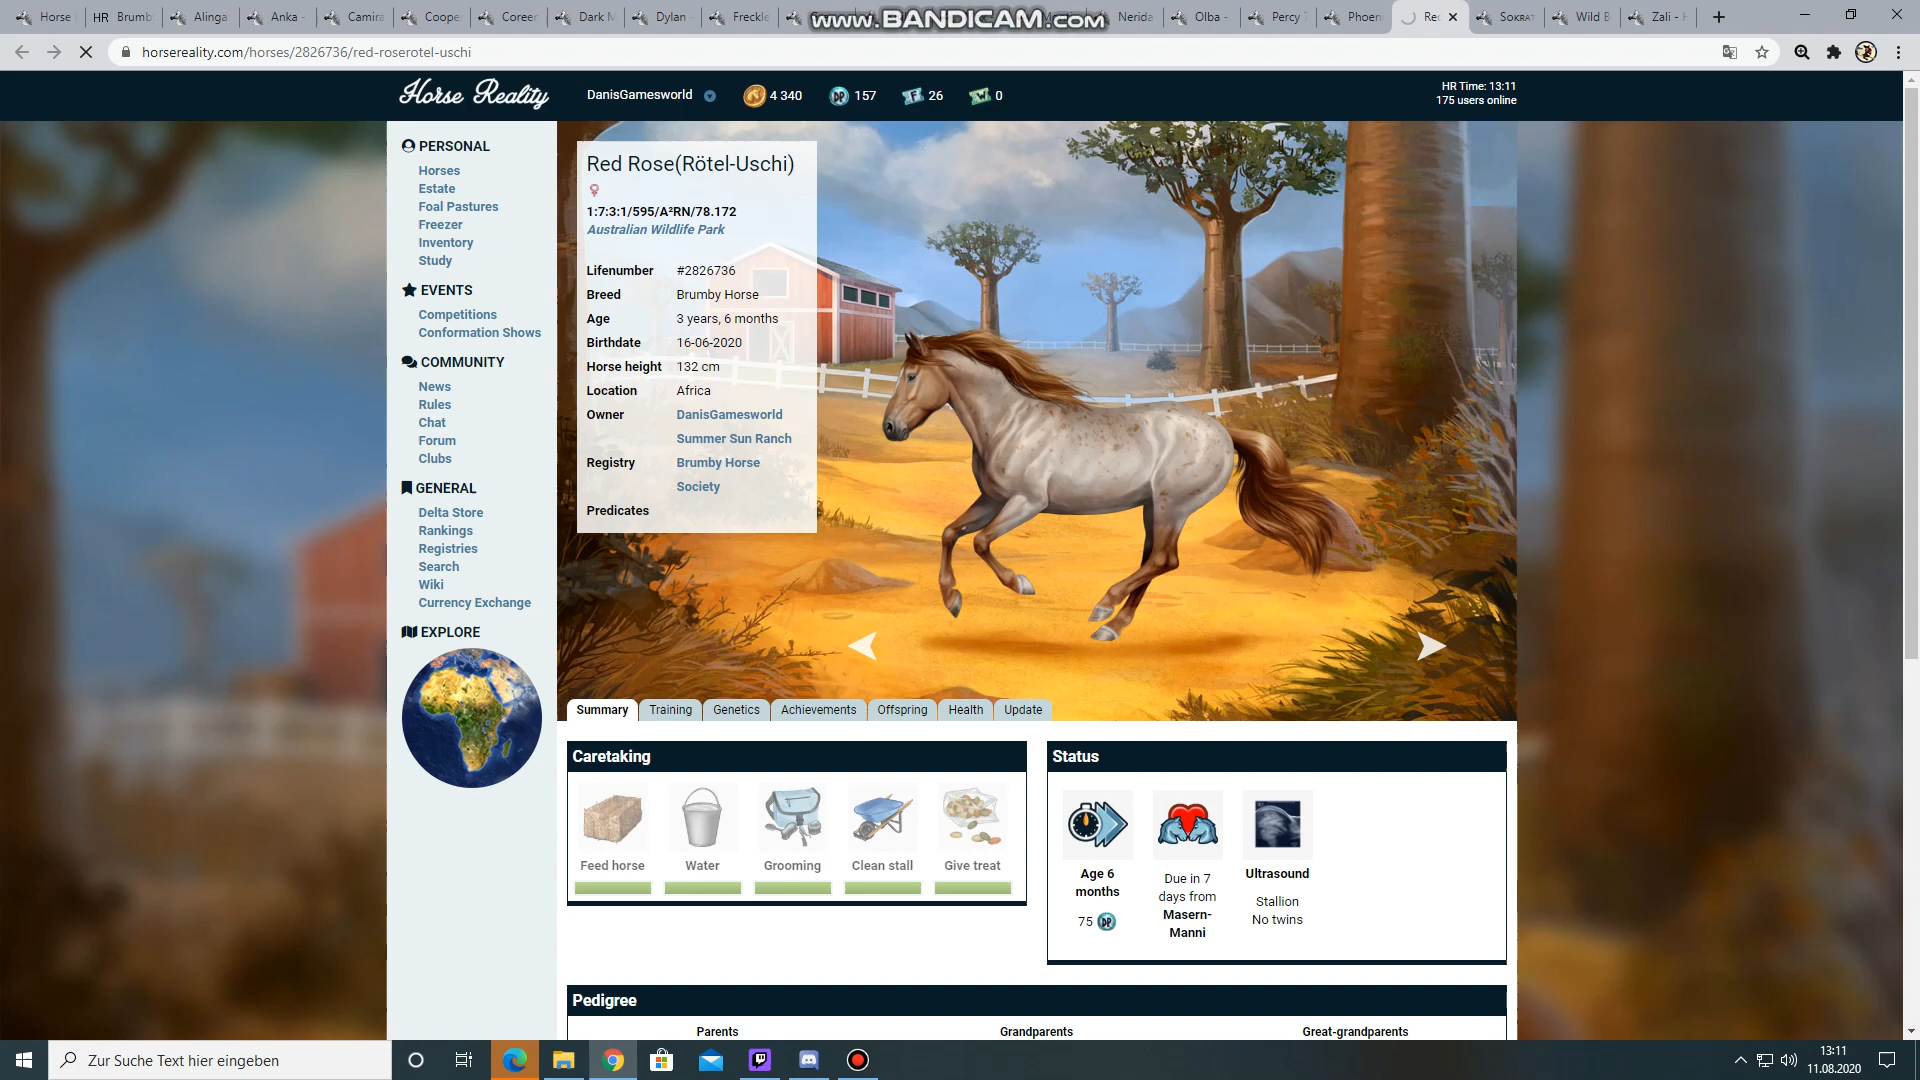 Horse
HR Brumb
Alinga
Anka -
Camira
Cooper
Coreen
Dark M
Dylan -
Freckle
www.BANDICAM.com
Nerida
Olba -
Percy T
Phoeni
Red
SOKRAT
Wild B
Zali - H
horsereality.com/horses/2826736/red-roserotel-uschi
Horse Reality
DanisGamesworld
4 340
DP 157
F 26
W 0
HR Time: 13:11
175 users online
PERSONAL
Horses
Estate
Foal Pastures
Freezer
Inventory
Study
EVENTS
Competitions
Conformation Shows
COMMUNITY
News
Rules
Chat
Forum
Clubs
GENERAL
Delta Store
Rankings
Registries
Search
Wiki
Currency Exchange
EXPLORE
Red Rose(Rötel-Uschi)
1:7:3:1/595/A²RN/78.172
Australian Wildlife Park
Lifenumber #2826736
Breed Brumby Horse
Age 3 years, 6 months
Birthdate 16-06-2020
Horse height 132 cm
Location Africa
Owner DanisGamesworld
Summer Sun Ranch
Registry Brumby Horse
Society
Predicates
Summary Training Genetics Achievements Offspring Health Update
Caretaking
Feed horse Water Grooming Clean stall Give treat
Status
Age 6
months
75 DP
Due in 7
days from
Masern-
Manni
Ultrasound
Stallion
No twins
Pedigree
Parents Grandparents Great-grandparents
Zur Suche Text hier eingeben
13:11
11.08.2020